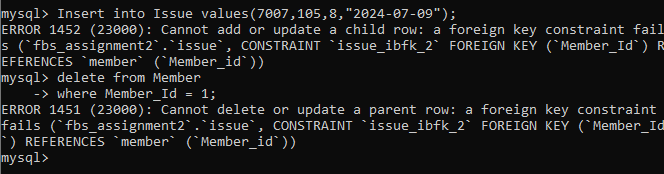 mysql> Insert into Issue values(7007,105,8,"2024-07-09");
ERROR 1452 (23000): Cannot add or update a child row: a foreign key constraint fail
s (`fbs_assignment2`.`issue`, CONSTRAINT `issue_ibfk_2` FOREIGN KEY (`Member_Id`) R
EFERENCES `member` (`Member_id`))
mysql> delete from Member
    -> where Member_Id = 1;
ERROR 1451 (23000): Cannot delete or update a parent row: a foreign key constraint
fails (`fbs_assignment2`.`issue`, CONSTRAINT `issue_ibfk_2` FOREIGN KEY (`Member_Id
`) REFERENCES `member` (`Member_id`))
mysql>